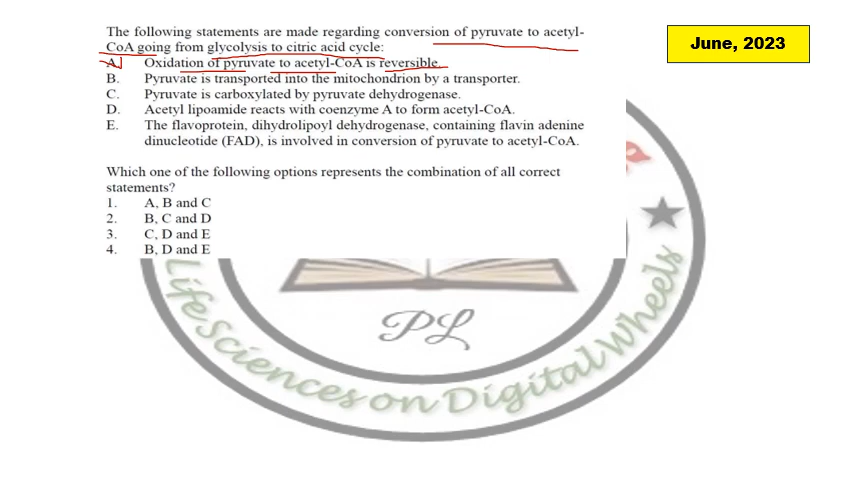 The following statements are made regarding conversion of pyruvate to acetyl-
CoA going from glycolysis to citric acid cycle:
A. Oxidation of pyruvate to acetyl-CoA is reversible.
B. Pyruvate is transported into the mitochondrion by a transporter.
C. Pyruvate is carboxylated by pyruvate dehydrogenase.
D. Acetyl lipoamide reacts with coenzyme A to form acetyl-CoA.
E. The flavoprotein, dihydrolipoyl dehydrogenase, containing flavin adenine
dinucleotide (FAD), is involved in conversion of pyruvate to acetyl-CoA.
Which one of the following options represents the combination of all correct
statements?
1. A, B and C
2. B, C and D
3. C, D and E
4. B, D and E
June, 2023
A
PL
Life Sciences on Digital Wheels